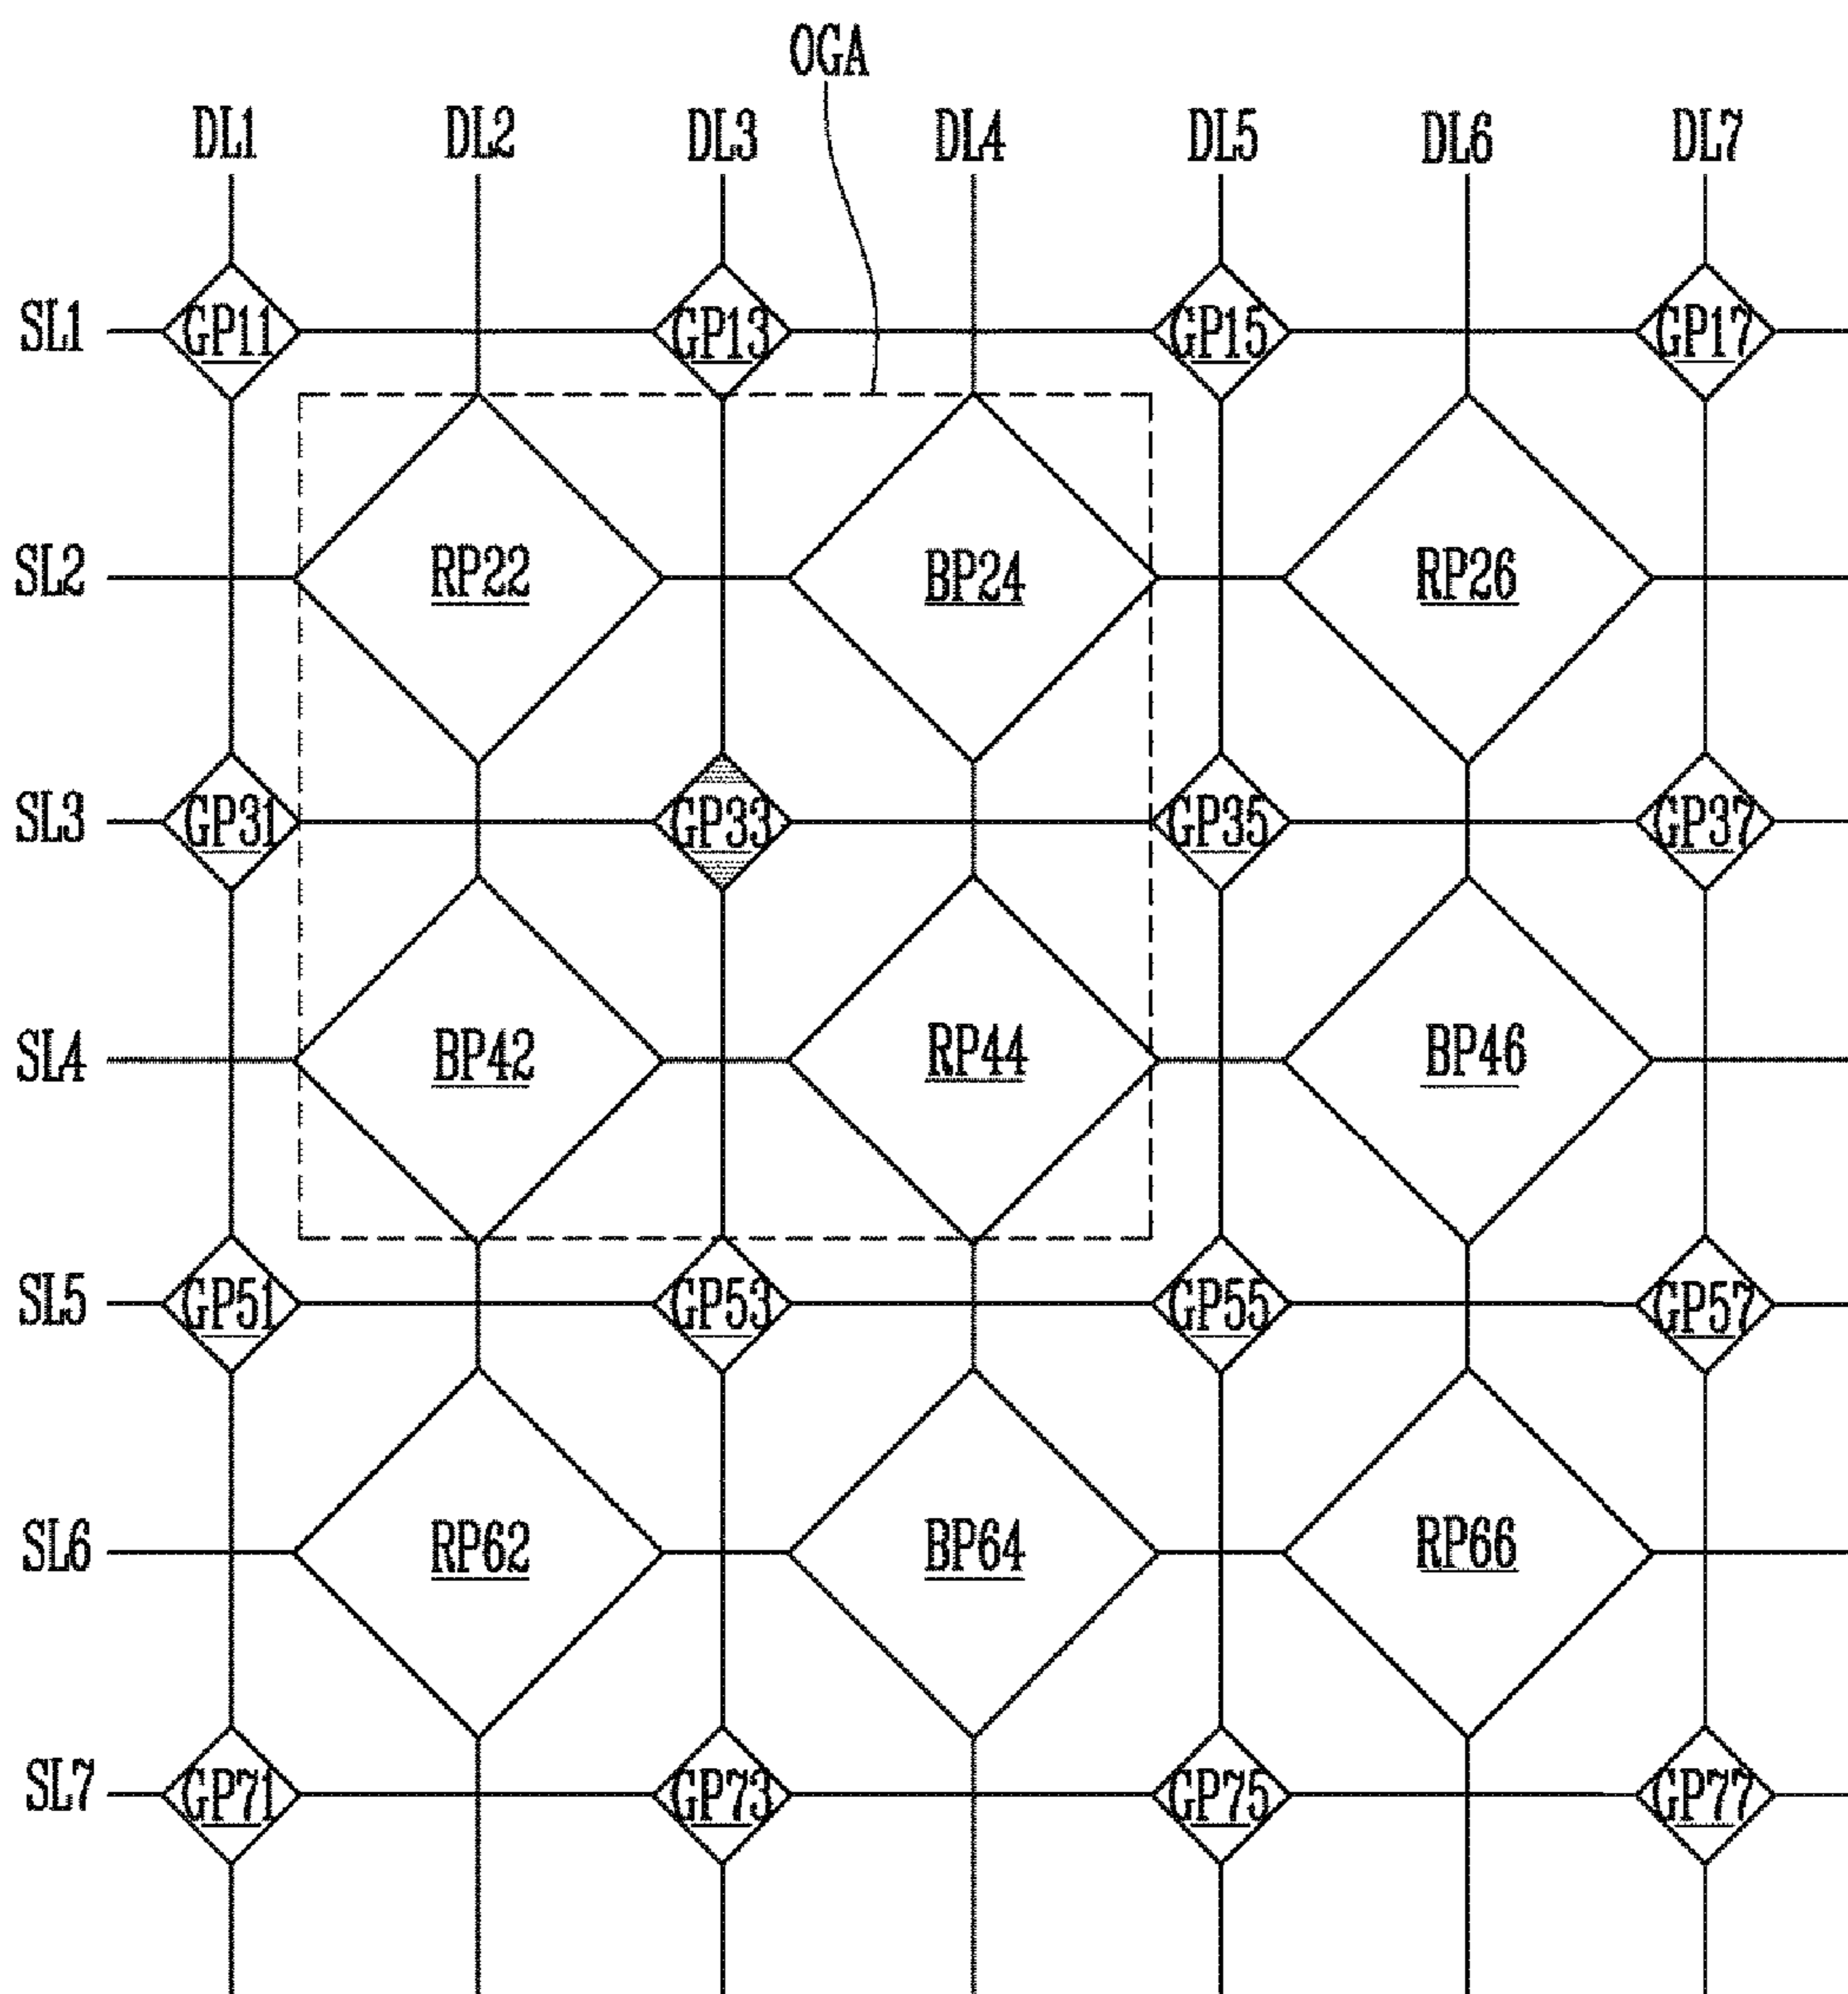 OGA
DL1 DL2 DL3 DL4 DL5 DL6 DL7
SL1 GP11 GP13 GP15 GP17
SL2 RP22 BP24 RP26
SL3 GP31 GP33 GP35 GP37
SL4 BP42 RP44 BP46
SL5 GP51 GP53 GP55 GP57
SL6 RP62 BP64 RP66
SL7 GP71 GP73 GP75 GP77